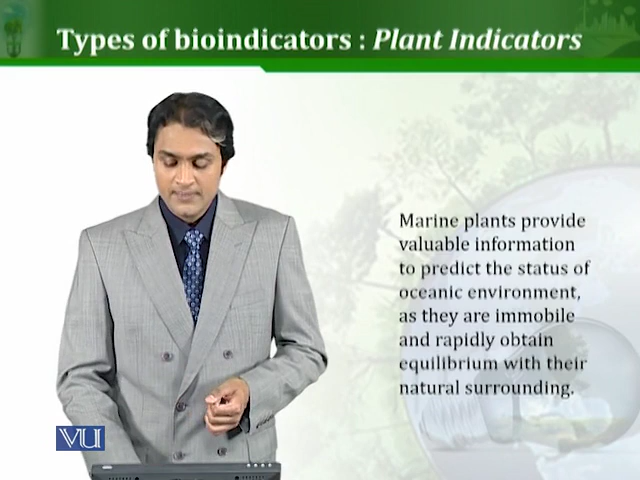 Types of bioindicators : Plant Indicators
Marine plants provide
valuable information
to predict the status of
oceanic environment,
as they are immobile
and rapidly obtain
equilibrium with their
natural surrounding.
VU